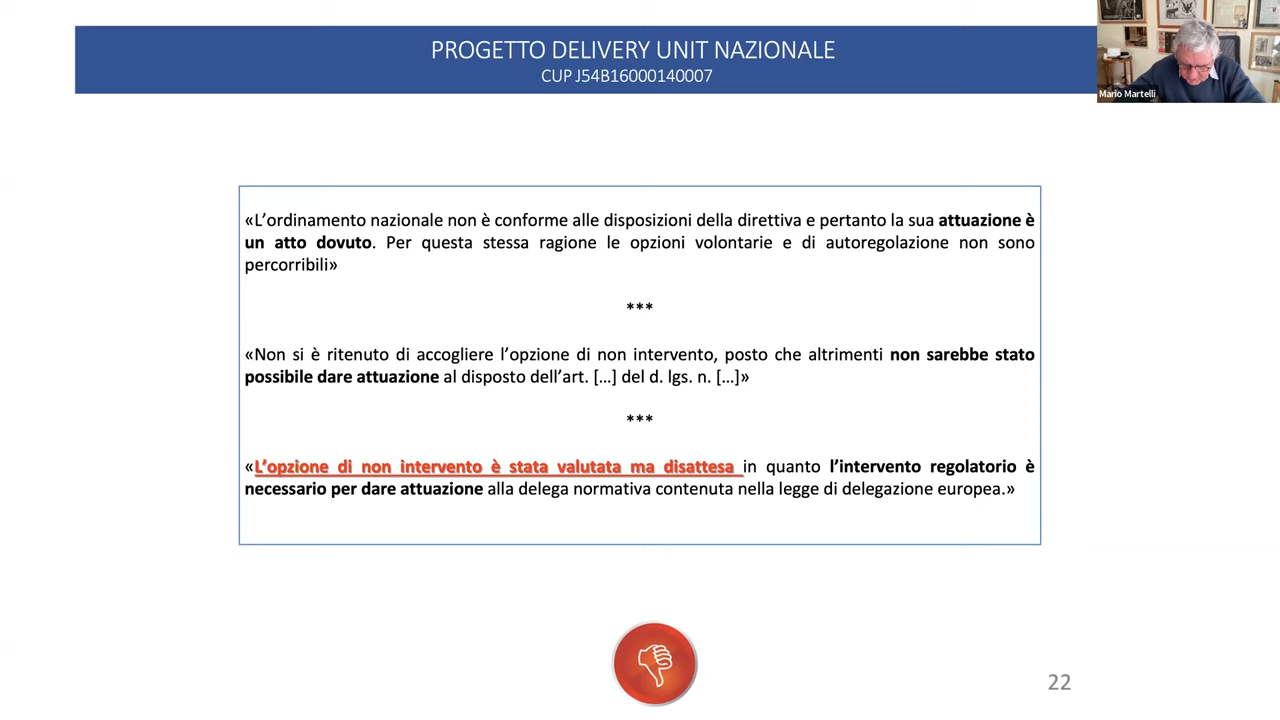 PROGETTO DELIVERY UNIT NAZIONALE
CUP J54B16000140007
Mario Martelli
«L’ordinamento nazionale non è conforme alle disposizioni della direttiva e pertanto la sua attuazione è
un atto dovuto. Per questa stessa ragione le opzioni volontarie e di autoregolazione non sono
percorribili»
***
«Non si è ritenuto di accogliere l’opzione di non intervento, posto che altrimenti non sarebbe stato
possibile dare attuazione al disposto dell’art. […] del d. lgs. n. […]»
***
«L’opzione di non intervento è stata valutata ma disattesa in quanto l’intervento regolatorio è
necessario per dare attuazione alla delega normativa contenuta nella legge di delegazione europea.»
22